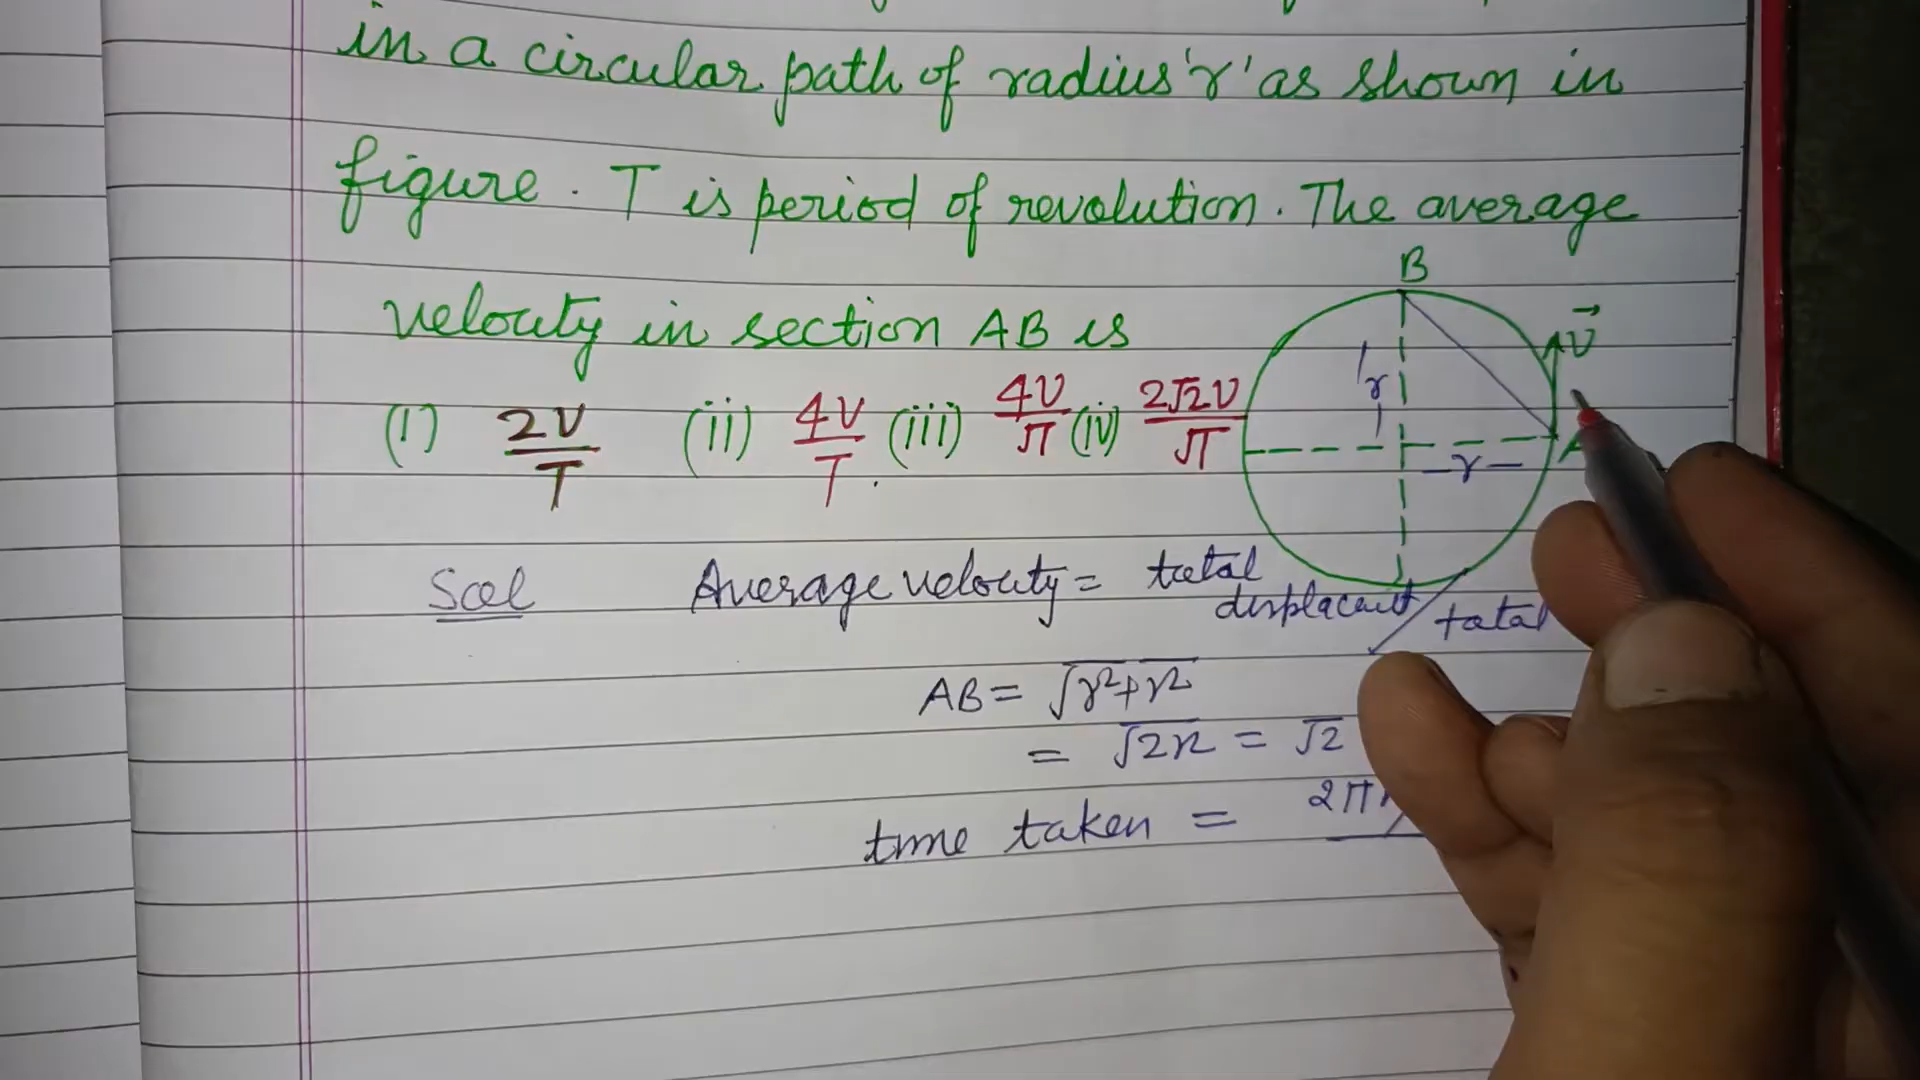 in a circular path of radius 'r' as shown in
figure. T is period of revolution. The average
velocity in section AB is
(i) 2v/T (ii) 4v/T (iii) 4v/π (iv) 2√2v/π
B
v⃗
r
r
A
Sol Average velocity = total
displacement / total
AB = √r²+r²
= √2r² = √2
time taken = 2πr/